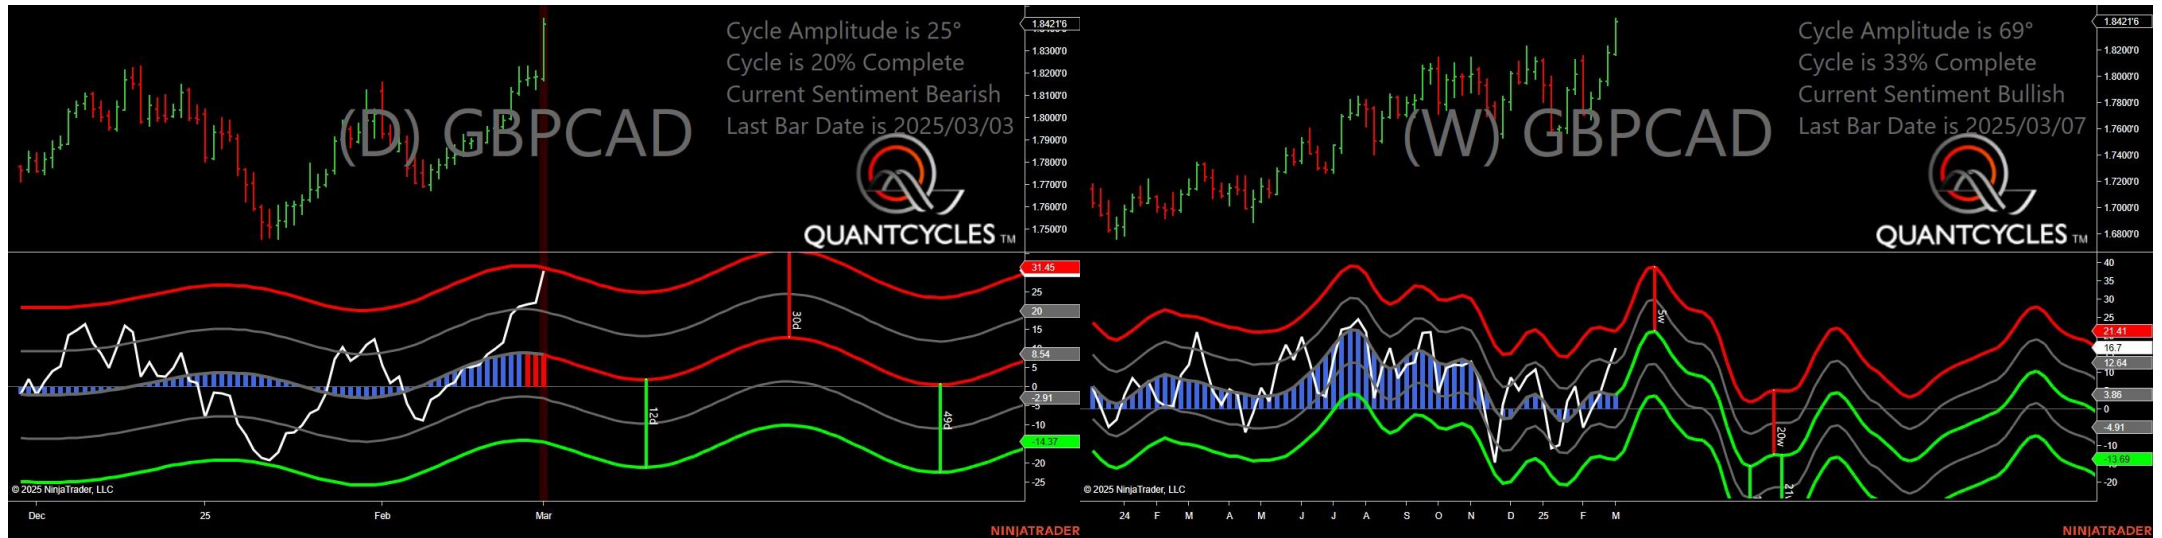 Cycle Amplitude is 25°
Cycle is 20% Complete
Current Sentiment Bearish
Last Bar Date is 2025/03/03
(D) GBPCAD
QUANTCYCLES TM
1.8421'6
1.8300'0
1.8200'0
1.8100'0
1.8000'0
1.7900'0
1.7800'0
1.7700'0
1.7600'0
1.7500'0
31.45
25
20
15
8.54
5
0
-2.91
-5
-10
-14.37
-20
-25
30d
12d
49d
© 2025 NinjaTrader, LLC
Dec 25 Feb Mar
NINJATRADER
Cycle Amplitude is 69°
Cycle is 33% Complete
Current Sentiment Bullish
Last Bar Date is 2025/03/07
(W) GBPCAD
QUANTCYCLES TM
1.8421'6
1.8200'0
1.8000'0
1.7800'0
1.7600'0
1.7400'0
1.7200'0
1.7000'0
1.6800'0
40
35
30
25
21.41
16.7
12.64
10
3.86
0
-4.91
-10
-13.69
-20
5w
20w
© 2025 NinjaTrader, LLC
24 F M A M J J A S O N D 25 F M
NINJATRADER